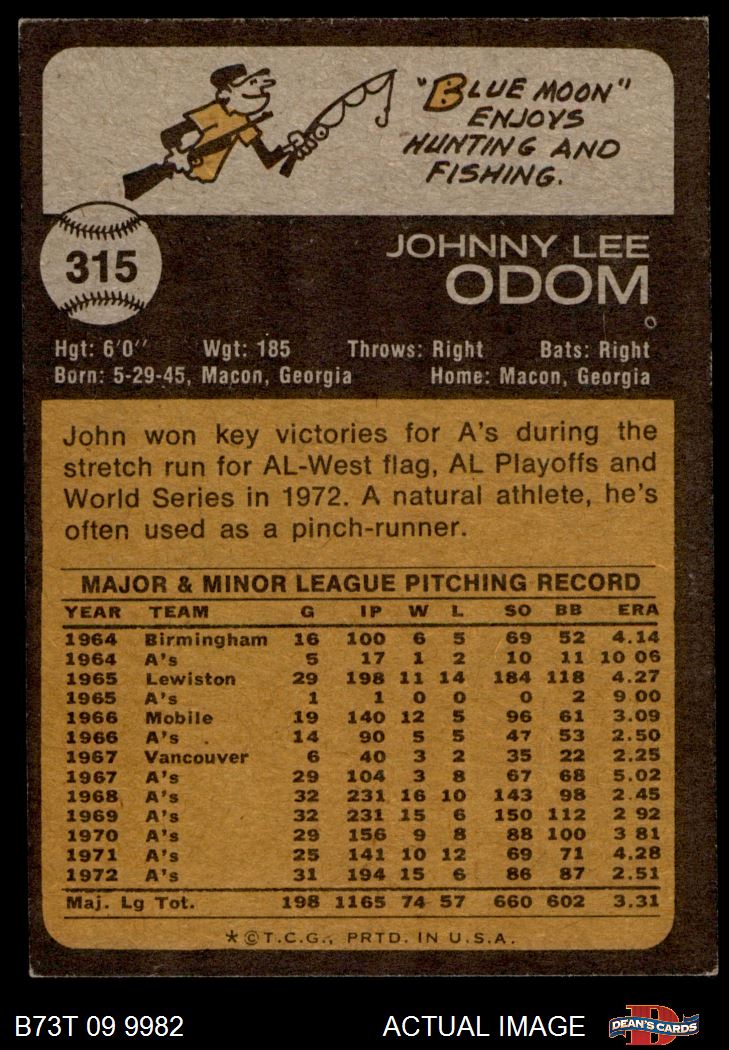 "BLUE MOON"
ENJOYS
HUNTING AND
FISHING.
315
JOHNNY LEE
ODOM
Hgt: 6'0" Wgt: 185 Throws: Right Bats: Right
Born: 5-29-45, Macon, Georgia Home: Macon, Georgia
John won key victories for A's during the
stretch run for AL-West flag, AL Playoffs and
World Series in 1972. A natural athlete, he's
often used as a pinch-runner.
MAJOR & MINOR LEAGUE PITCHING RECORD
YEAR TEAM G IP W L SO BB ERA
1964 Birmingham 16 100 6 5 69 52 4.14
1964 A's 5 17 1 2 10 11 10 06
1965 Lewiston 29 198 11 14 184 118 4.27
1965 A's 1 1 0 0 0 2 9.00
1966 Mobile 19 140 12 5 96 61 3.09
1966 A's 14 90 5 5 47 53 2.50
1967 Vancouver 6 40 3 2 35 22 2.25
1967 A's 29 104 3 8 67 68 5.02
1968 A's 32 231 16 10 143 98 2.45
1969 A's 32 231 15 6 150 112 2 92
1970 A's 29 156 9 8 88 100 3 81
1971 A's 25 141 10 12 69 71 4.28
1972 A's 31 194 15 6 86 87 2.51
Maj. Lg Tot. 198 1165 74 57 660 602 3.31
*©T.C.G., PRTD. IN U.S.A.
B73T 09 9982 ACTUAL IMAGE D DEAN'S CARDS